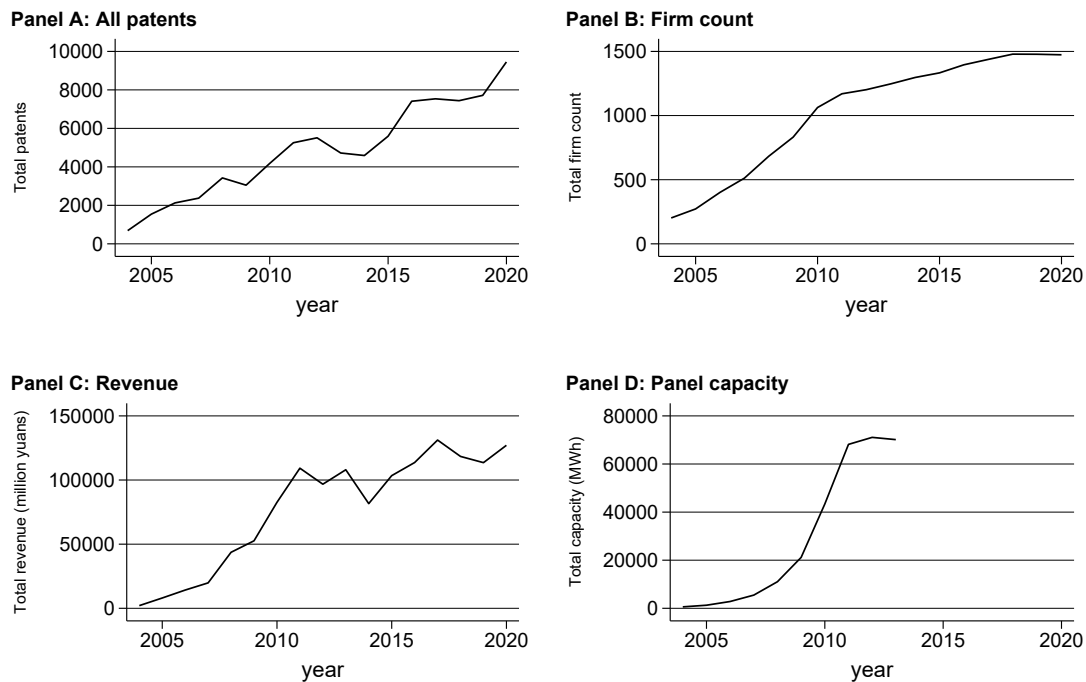 Panel A: All patents
Total patents
10000
8000
6000
4000
2000
0
2005 2010 2015 2020
year
Panel B: Firm count
Total firm count
1500
1000
500
0
2005 2010 2015 2020
year
Panel C: Revenue
Total revenue (million yuans)
150000
100000
50000
0
2005 2010 2015 2020
year
Panel D: Panel capacity
Total capacity (MWh)
80000
60000
40000
20000
0
2005 2010 2015 2020
year